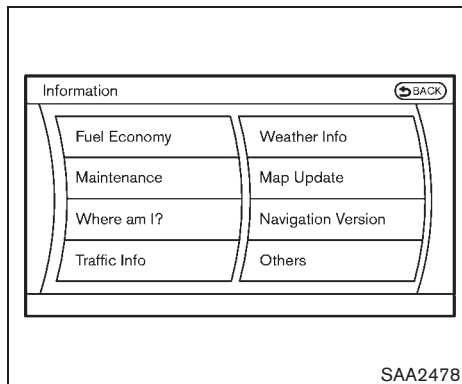 Information
BACK
Fuel Economy
Weather Info
Maintenance
Map Update
Where am I?
Navigation Version
Traffic Info
Others
SAA2478